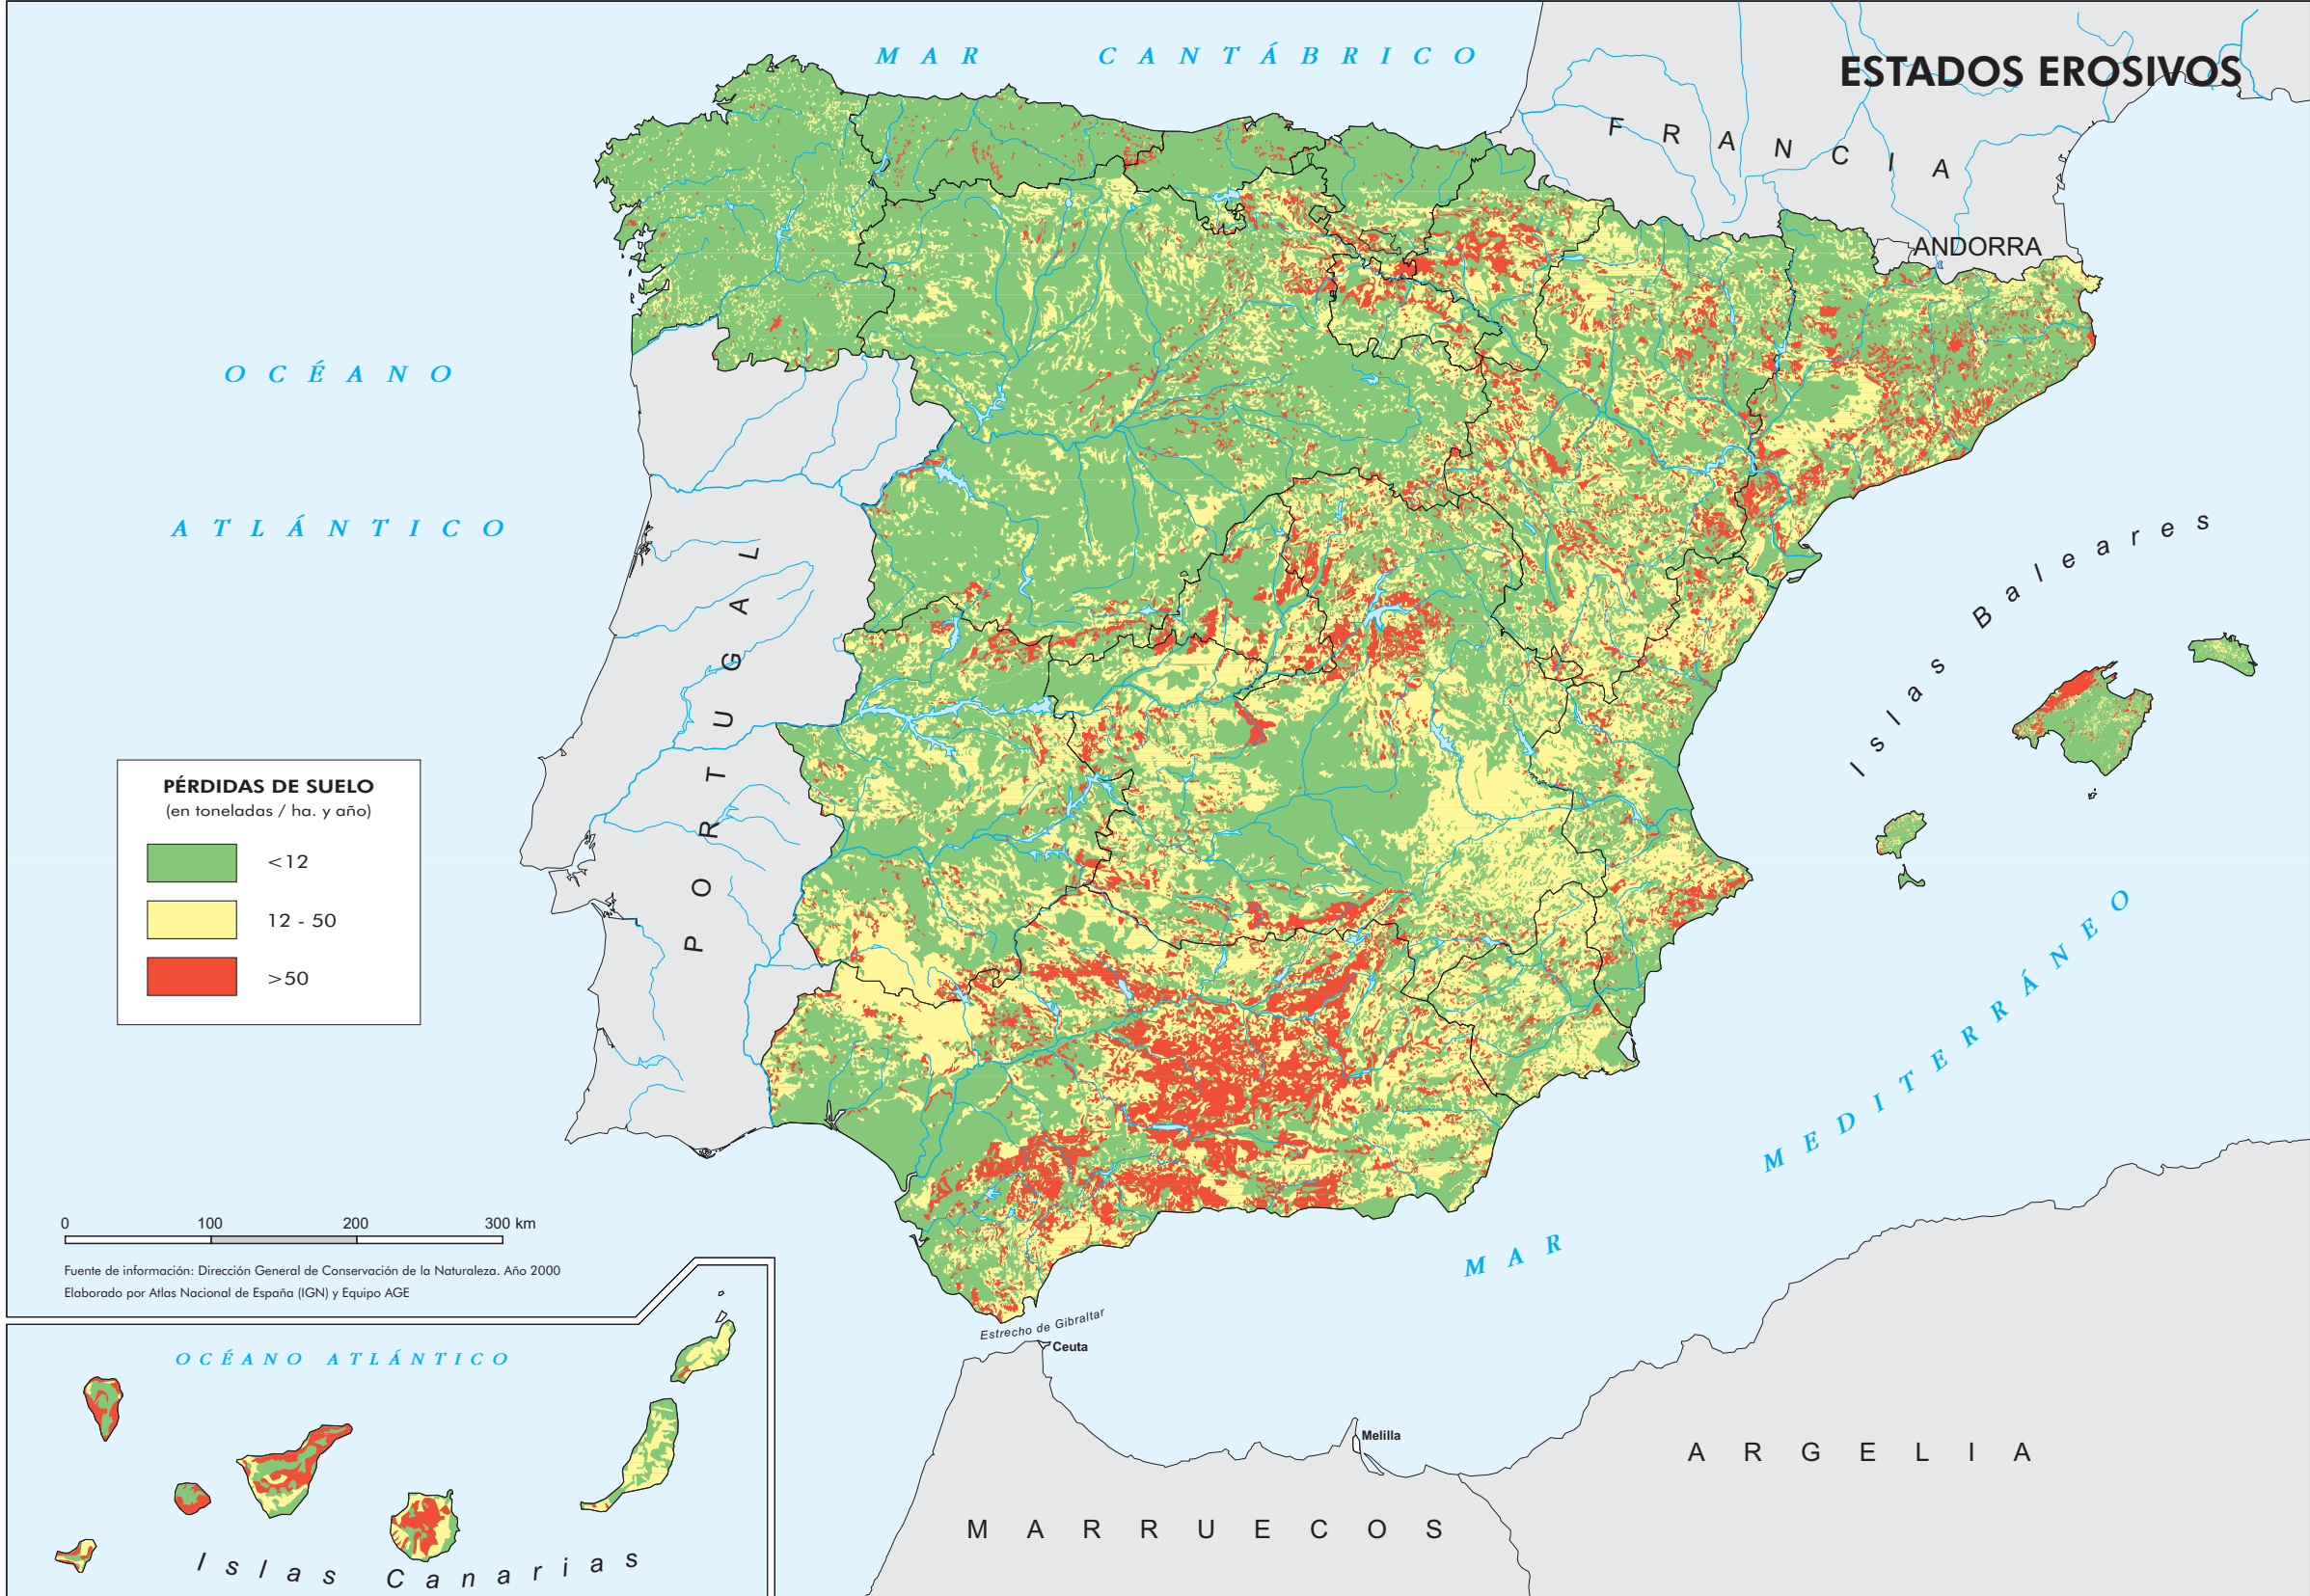 ESTADOS EROSIVOS
MAR CANTÁBRICO
FRANCIA
ANDORRA
OCÉANO
ATLÁNTICO
PORTUGAL
Islas Baleares
PÉRDIDAS DE SUELO
(en toneladas / ha. y año)
<12
12 - 50
>50
MAR MEDITERRÁNEO
0 100 200 300 km
Fuente de información: Dirección General de Conservación de la Naturaleza. Año 2000
Elaborado por Atlas Nacional de España (IGN) y Equipo AGE
Estrecho de Gibraltar
Ceuta
OCÉANO ATLÁNTICO
Melilla
ARGELIA
MARRUECOS
Islas Canarias